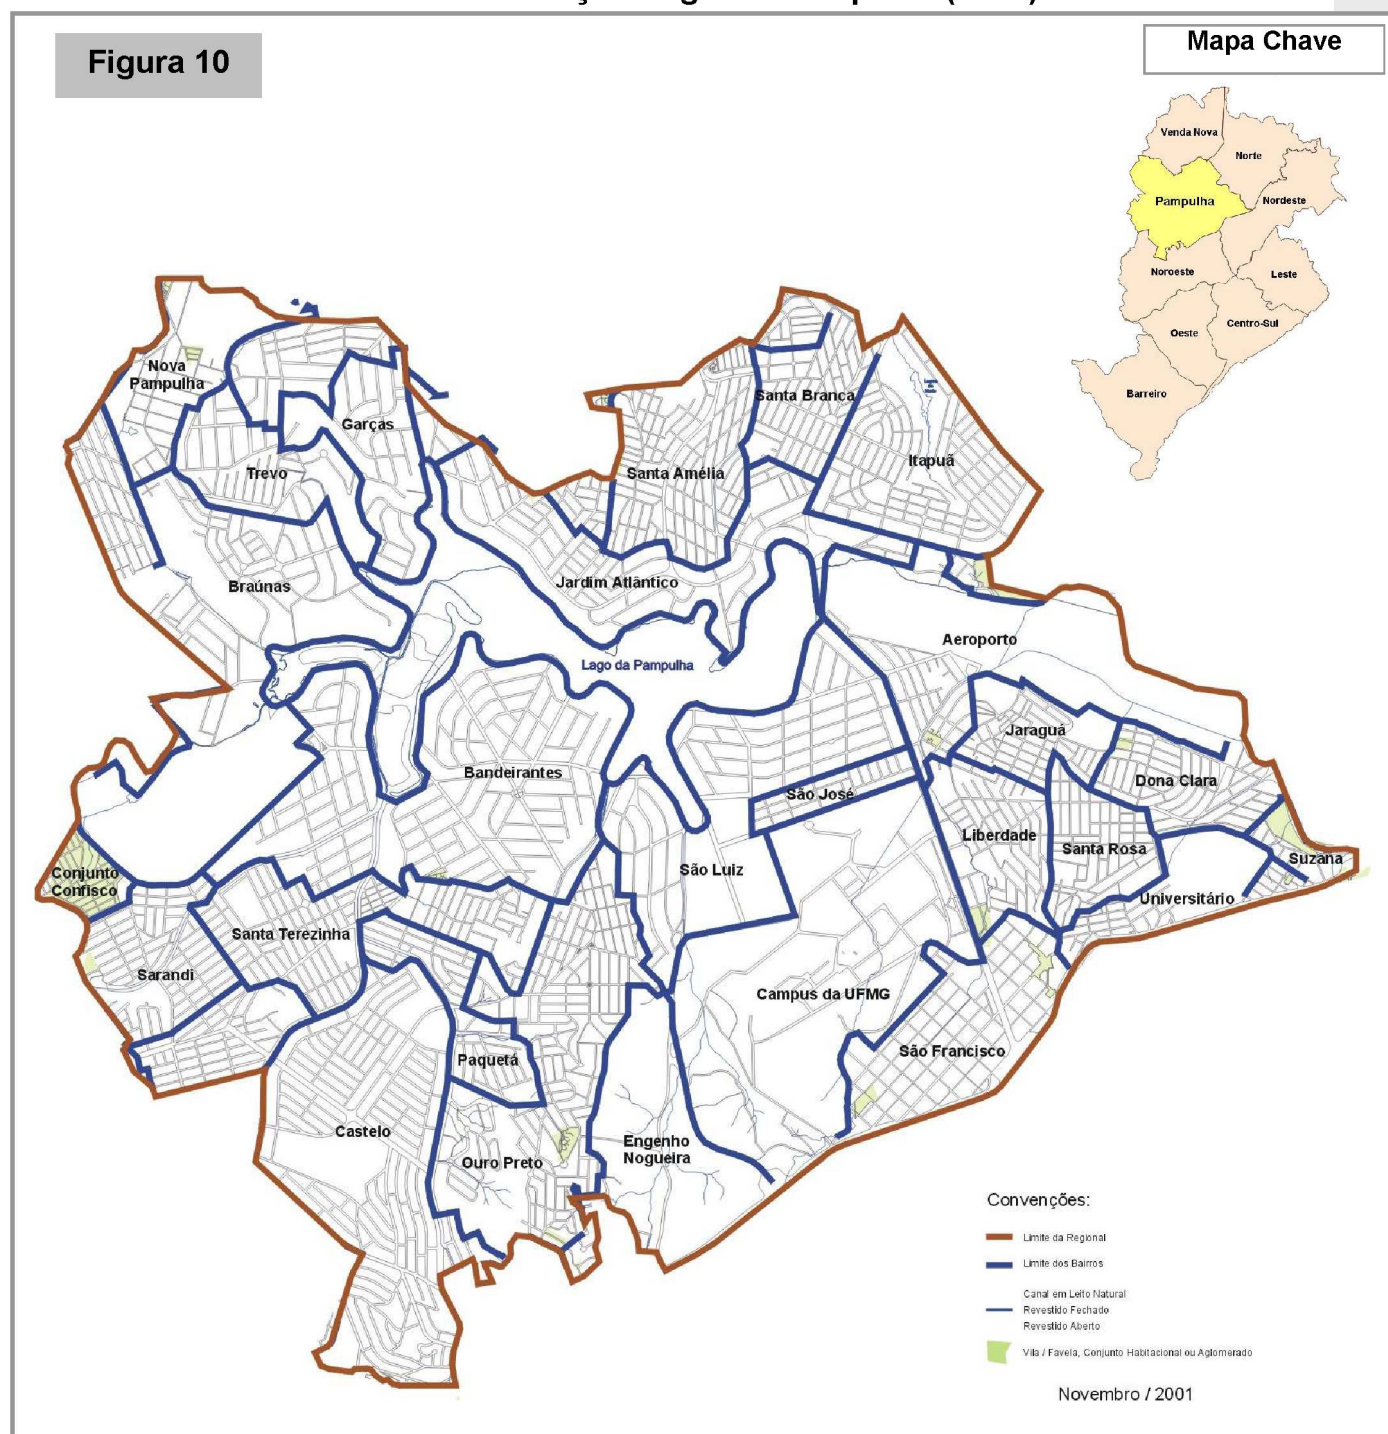 Figura 10
Mapa Chave
Venda Nova
Norte
Pampulha
Nordeste
Noroeste
Leste
Oeste
Centro-Sul
Barreiro
Nova
Pampulha
Garças
Santa Branca
Trevo
Santa Amélia
Itapuã
Braúnas
Jardim Atlântico
Aeroporto
Lago da Pampulha
Jaraguá
Bandeirantes
Dona Clara
São José
Liberdade
Santa Rosa
Suzana
São Luiz
Conjunto
Confisco
Universitário
Santa Terezinha
Sarandi
Campus da UFMG
São Francisco
Paquetá
Castelo
Engenho
Nogueira
Ouro Preto
Convenções:
Limite da Regional
Limite dos Bairros
Canal em Leito Natural
Revestido Fechado
Revestido Aberto
Vila / Favela, Conjunto Habitacional ou Aglomerado
Novembro / 2001